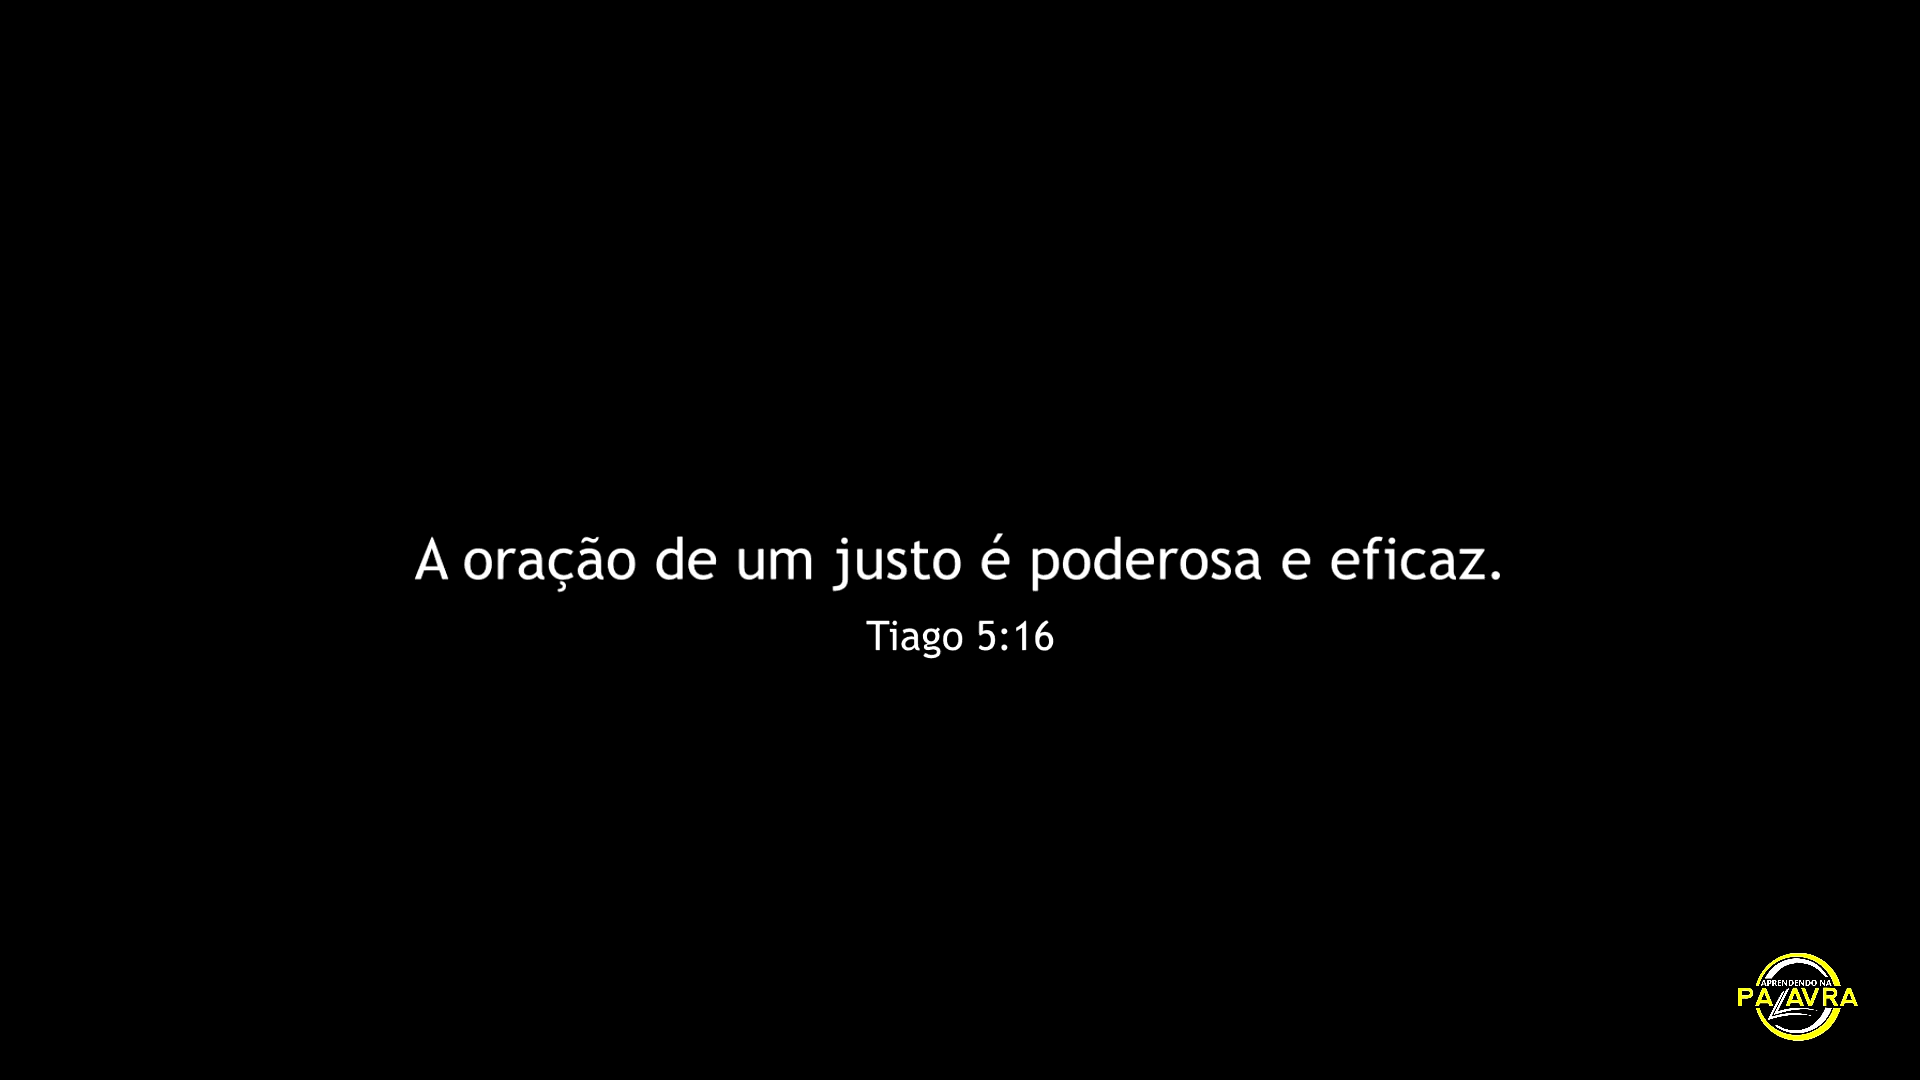 A oração de um justo é poderosa e eficaz.
Tiago 5:16
APRENDENDO NA
PALAVRA